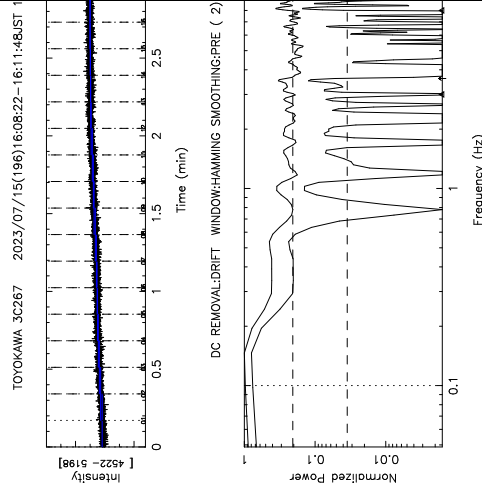 TOYOKAWA 3C267 2023/07/15(196)16:08:22-16:11:48JST 1
Intensity
[ 4522- 5198]
0
0.5
1
1.5
2
2.5
Time (min)
DC REMOVAL:DRIFT WINDOW:HAMMING SMOOTHING:PRE ( 2)
Normalized Power
1
0.1
0.01
0.1
1
Frequency (Hz)